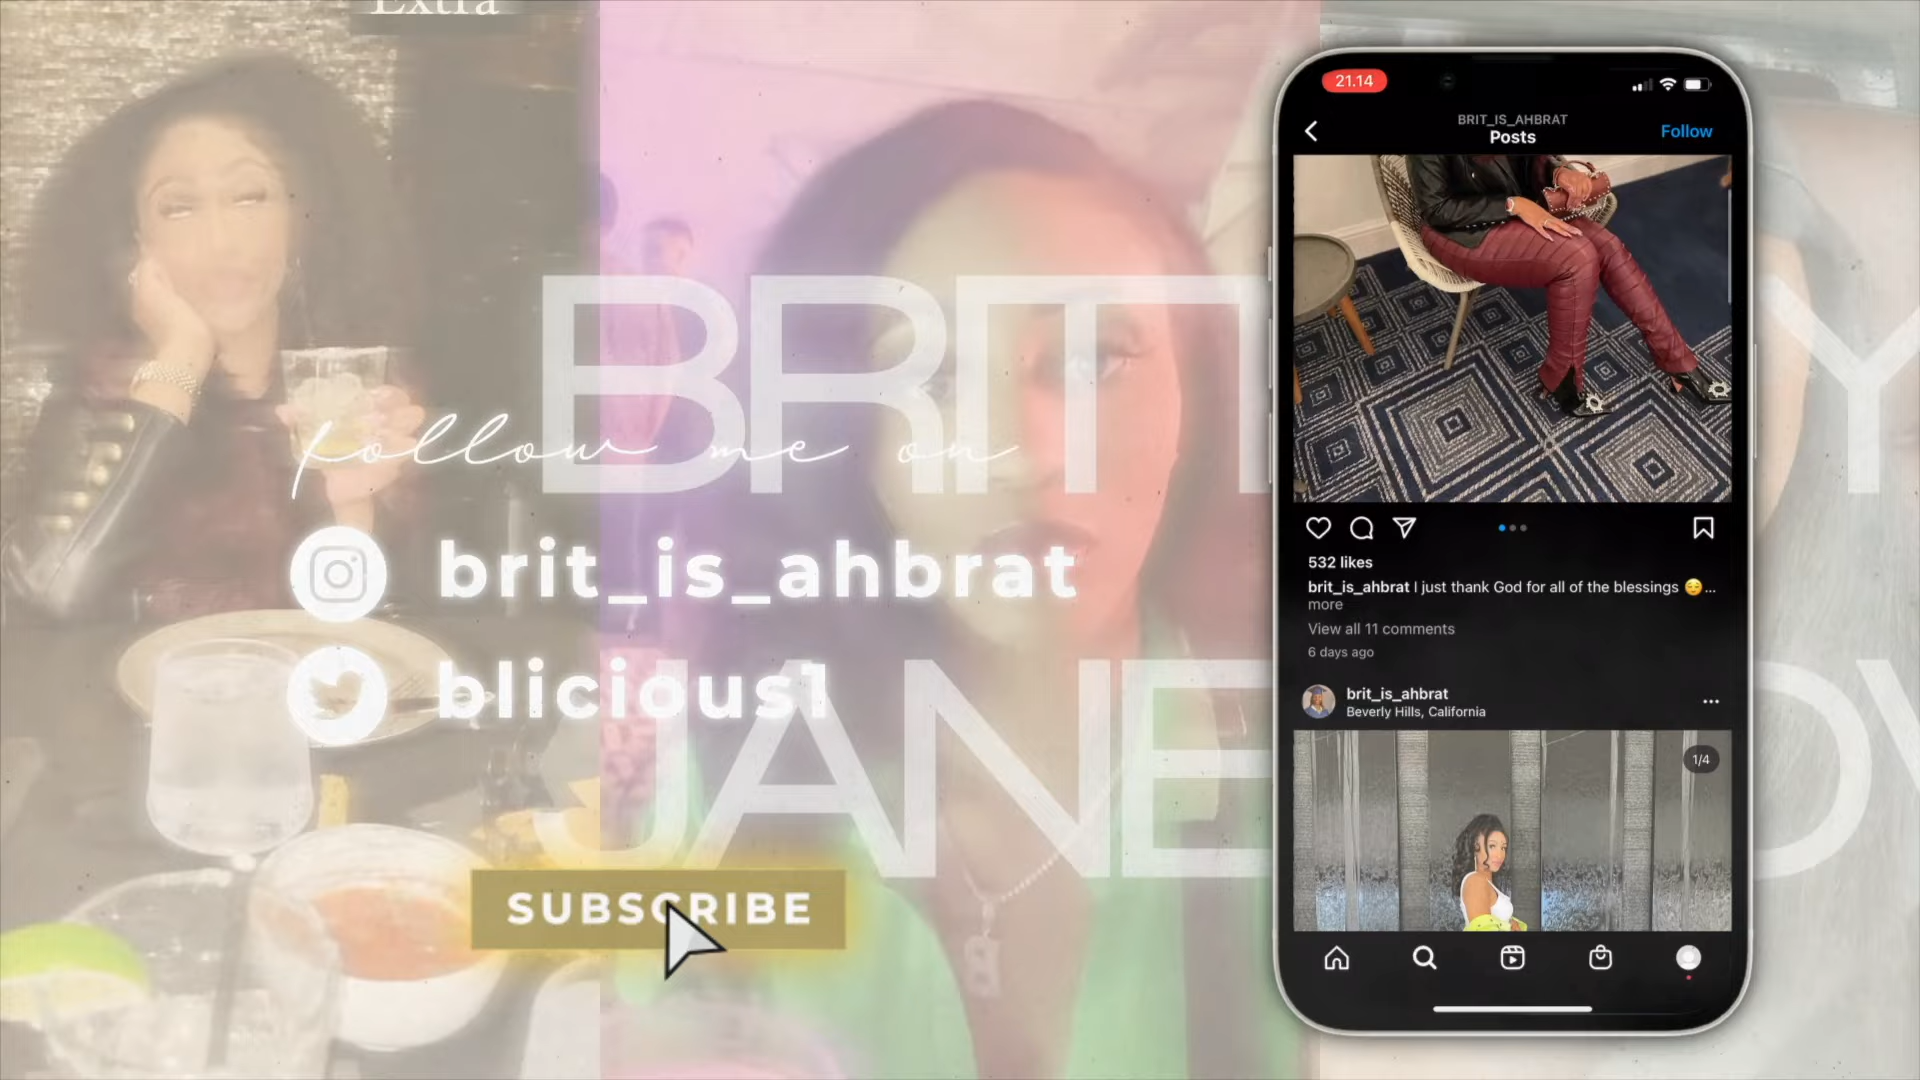 Extra
BRITT
Y
follow me on
brit_is_ahbrat
blicious1
JANE
SUBSCRIBE
21.14
BRIT_IS_AHBRAT
Posts
Follow
532 likes
brit_is_ahbrat I just thank God for all of the blessings 😌...
more
View all 11 comments
6 days ago
brit_is_ahbrat
Beverly Hills, California
1/4